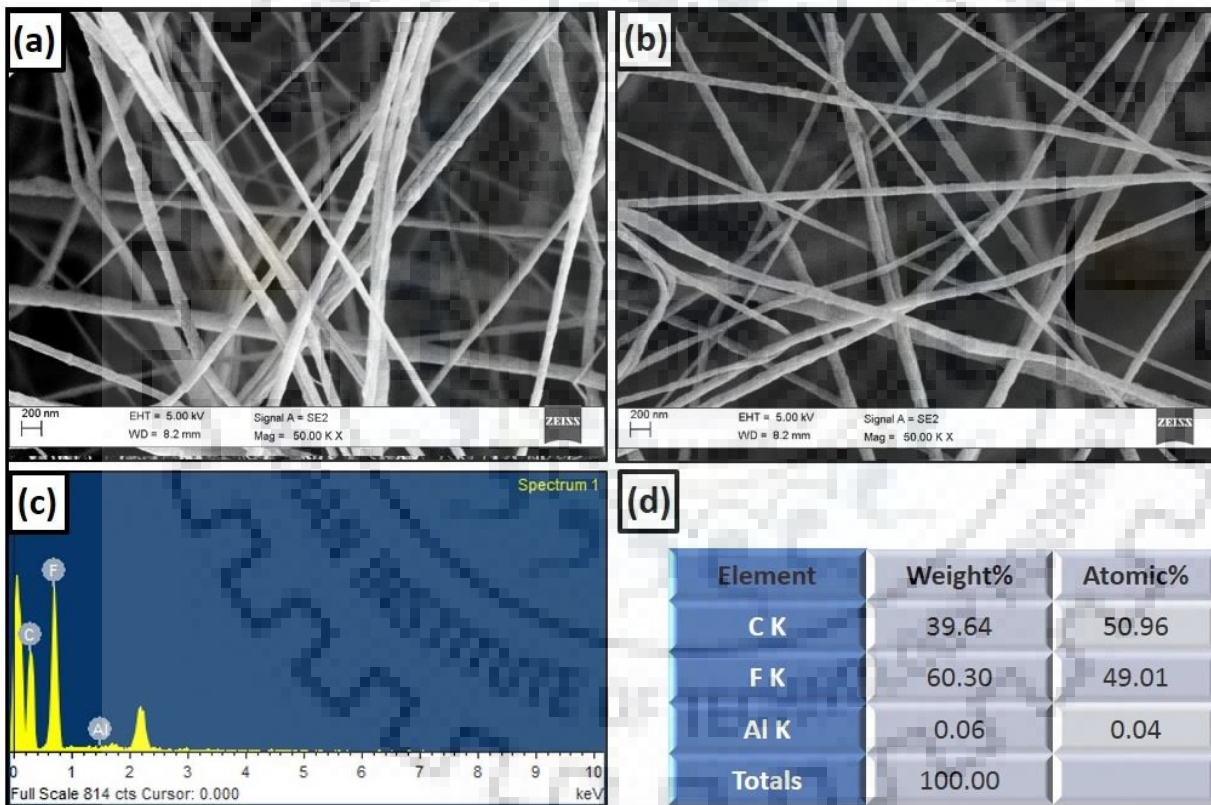 (a)
200 nm
EHT = 5.00 kV
Signal A = SE2
WD = 8.2 mm
Mag = 50.00 K X
ZEISS
(b)
200 nm
EHT = 5.00 kV
Signal A = SE2
WD = 8.2 mm
Mag = 50.00 K X
ZEISS
(c)
Spectrum 1
F
C
Al
0 1 2 3 4 5 6 7 8 9 10
Full Scale 814 cts Cursor: 0.000 keV
(d)
Element Weight% Atomic%
C K 39.64 50.96
F K 60.30 49.01
Al K 0.06 0.04
Totals 100.00